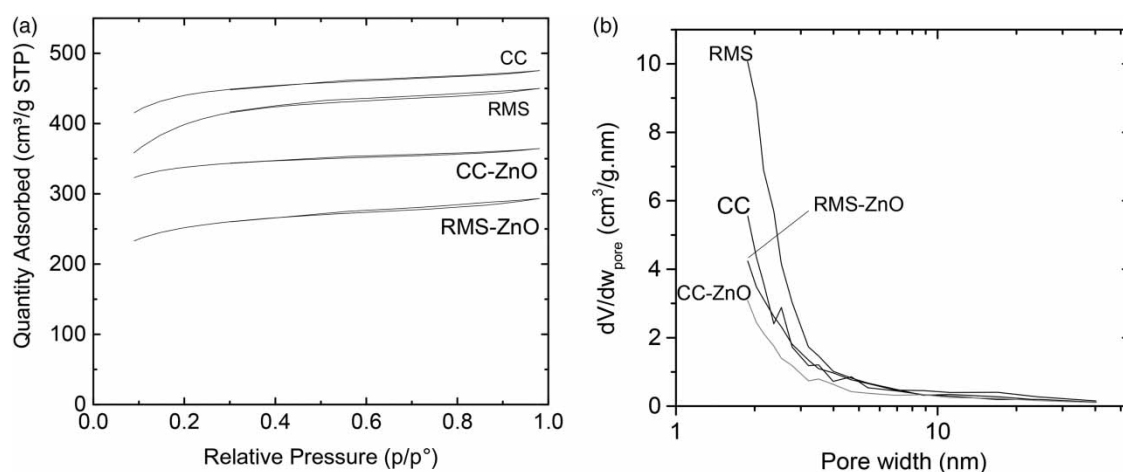 (a)
500
400
300
200
100
0
0.0 0.2 0.4 0.6 0.8 1.0
Quantity Adsorbed (cm³/g STP)
Relative Pressure (p/p°)
CC
RMS
CC-ZnO
RMS-ZnO
(b)
10
8
6
4
2
0
1 10
dV/dw_pore (cm³/g.nm)
Pore width (nm)
RMS
CC
RMS-ZnO
CC-ZnO